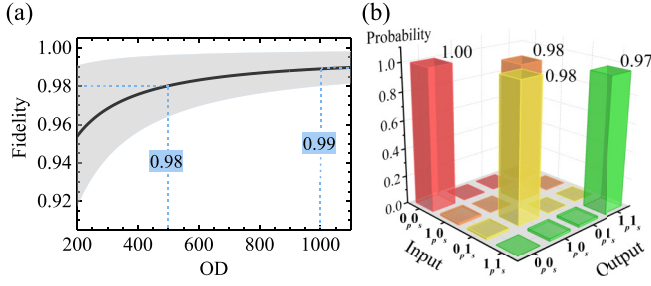 (a)
1.00
0.98
0.96
0.94
0.92
Fidelity
0.98
0.99
200
400
600
800
1000
OD
(b)
Probability
1.0
0.8
0.6
0.4
0.2
0.0
1.00
0.98
0.98
0.97
0ₚ0ₛ
1ₚ0ₛ
0ₚ1ₛ
1ₚ1ₛ
Input
0ₚ0ₛ
1ₚ0ₛ
0ₚ1ₛ
1ₚ1ₛ
Output